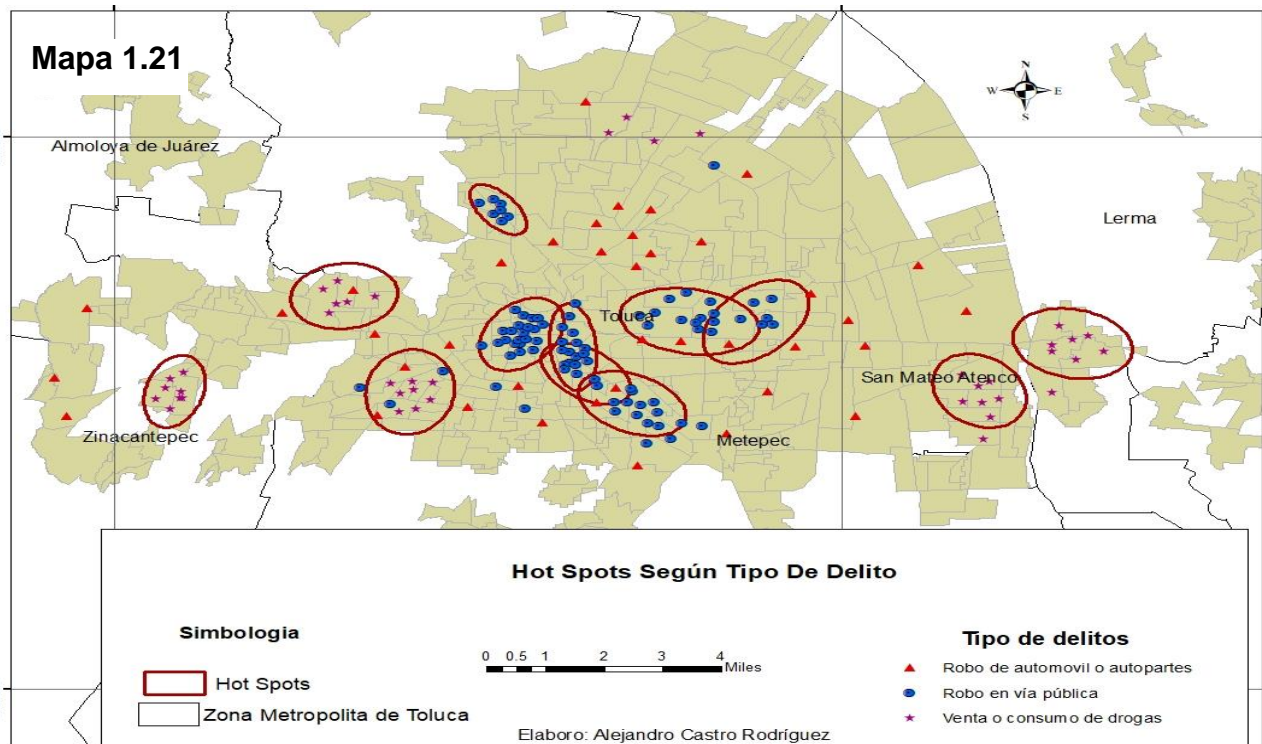 Mapa 1.21
N
W E
S
Almoloya de Juárez
Lerma
Toluca
San Mateo Atenco
Zinacantepec
Metepec
Hot Spots Según Tipo De Delito
Simbologia
Hot Spots
Zona Metropolita de Toluca
0 0.5 1 2 3 4
Miles
Elaboro: Alejandro Castro Rodríguez
Tipo de delitos
Robo de automovil o autopartes
Robo en vía pública
Venta o consumo de drogas